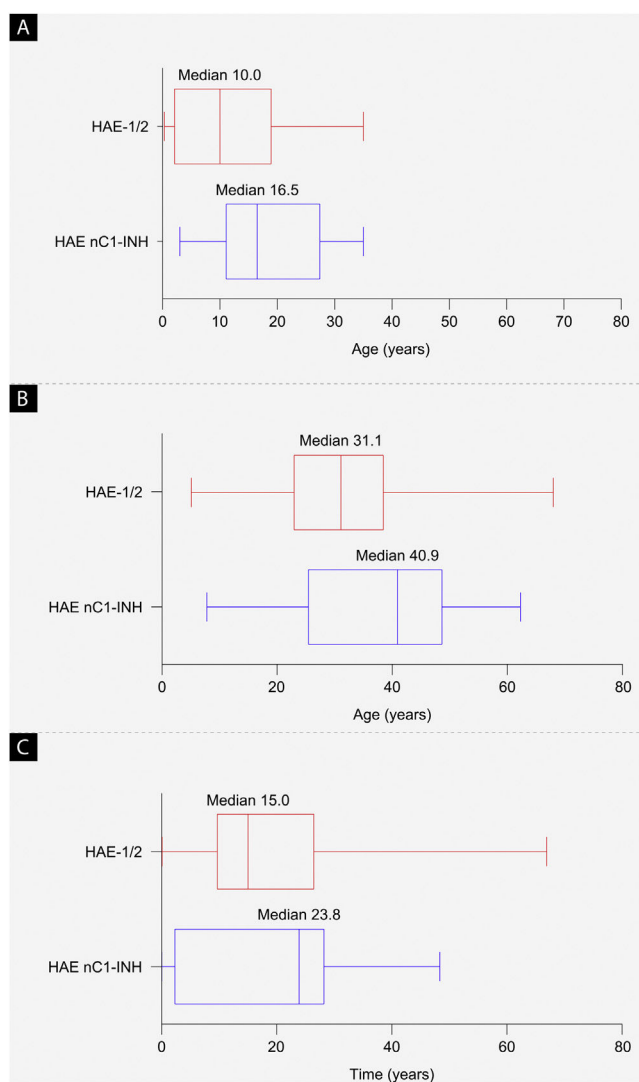 A
Median 10.0
HAE-1/2
Median 16.5
HAE nC1-INH
0 10 20 30 40 50 60 70 80
Age (years)
B
Median 31.1
HAE-1/2
Median 40.9
HAE nC1-INH
0 20 40 60 80
Age (years)
C
Median 15.0
HAE-1/2
Median 23.8
HAE nC1-INH
0 20 40 60 80
Time (years)